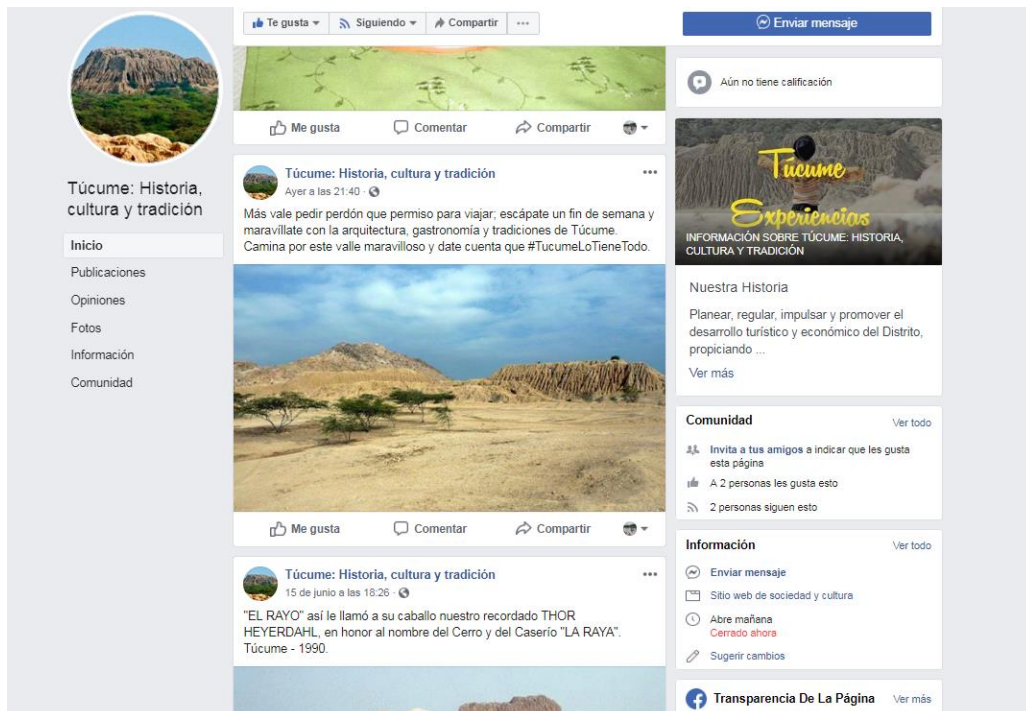 Te gusta
Siguiendo
Compartir
Enviar mensaje
Me gusta
Comentar
Compartir
Túcume: Historia,
cultura y tradición
Inicio
Publicaciones
Opiniones
Fotos
Información
Comunidad
Túcume: Historia, cultura y tradición
Ayer a las 21:40 ·
Más vale pedir perdón que permiso para viajar; escápate un fin de semana y
maravíllate con la arquitectura, gastronomía y tradiciones de Túcume.
Camina por este valle maravilloso y date cuenta que #TucumeLoTieneTodo.
Me gusta
Comentar
Compartir
Túcume: Historia, cultura y tradición
15 de junio a las 18:26 ·
"EL RAYO" así le llamó a su caballo nuestro recordado THOR
HEYERDAHL, en honor al nombre del Cerro y del Caserío "LA RAYA".
Túcume - 1990.
Aún no tiene calificación
Túcume
Experiencias
INFORMACIÓN SOBRE TÚCUME: HISTORIA,
CULTURA Y TRADICIÓN
Nuestra Historia
Planear, regular, impulsar y promover el
desarrollo turístico y económico del Distrito,
propiciando ...
Ver más
Comunidad
Ver todo
Invita a tus amigos a indicar que les gusta
esta página
A 2 personas les gusta esto
2 personas siguen esto
Información
Ver todo
Enviar mensaje
Sitio web de sociedad y cultura
Abre mañana
Cerrado ahora
Sugerir cambios
Transparencia De La Página
Ver más